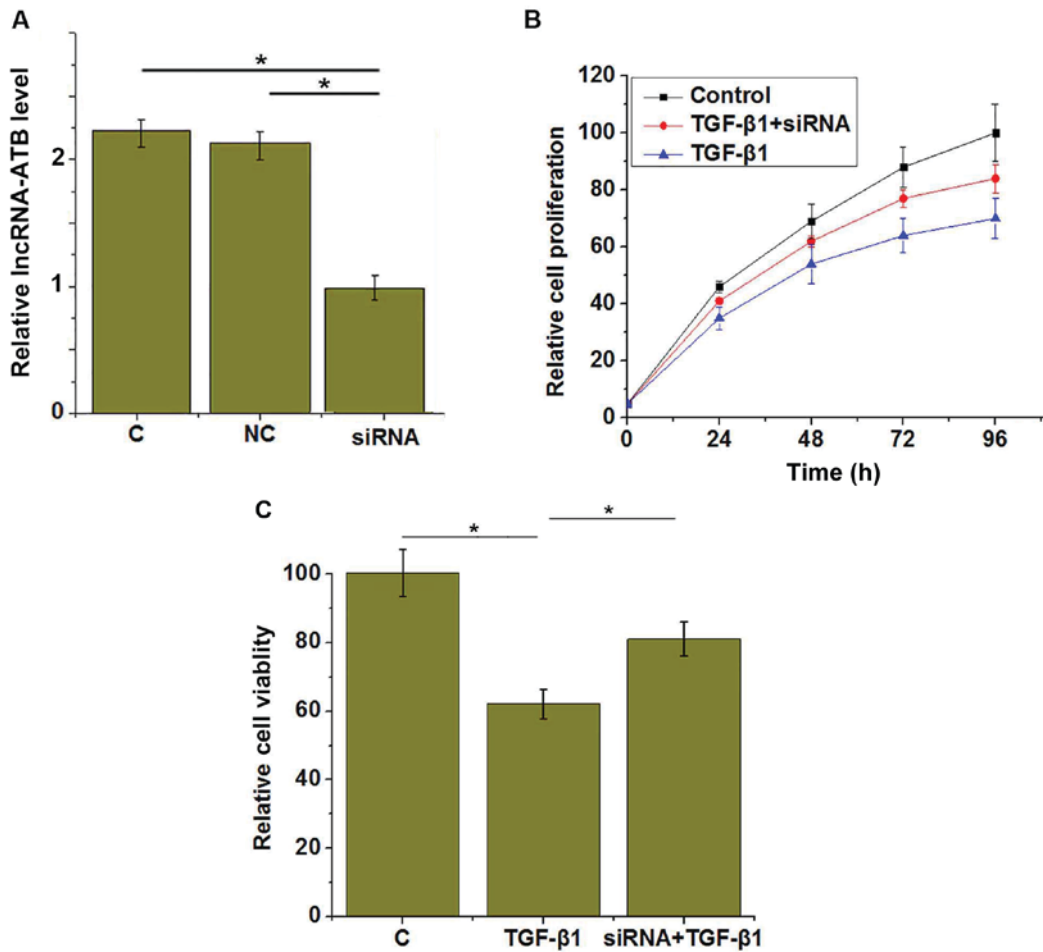 A
Relative lncRNA-ATB level
2
1
0
*
*
C
NC
siRNA
B
Relative cell proliferation
120
100
80
60
40
20
0
Control
TGF-β1+siRNA
TGF-β1
0
24
48
72
96
Time (h)
C
Relative cell viablity
100
80
60
40
20
0
*
*
C
TGF-β1
siRNA+TGF-β1